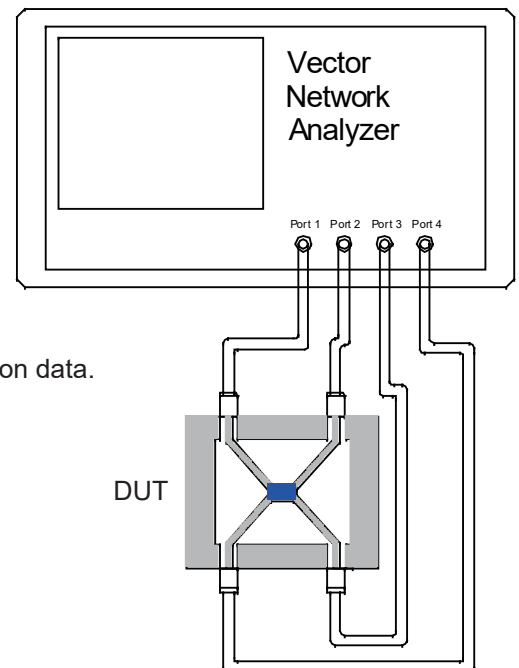 Vector
Network
Analyzer
Port 1 Port 2 Port 3 Port 4
on data.
DUT